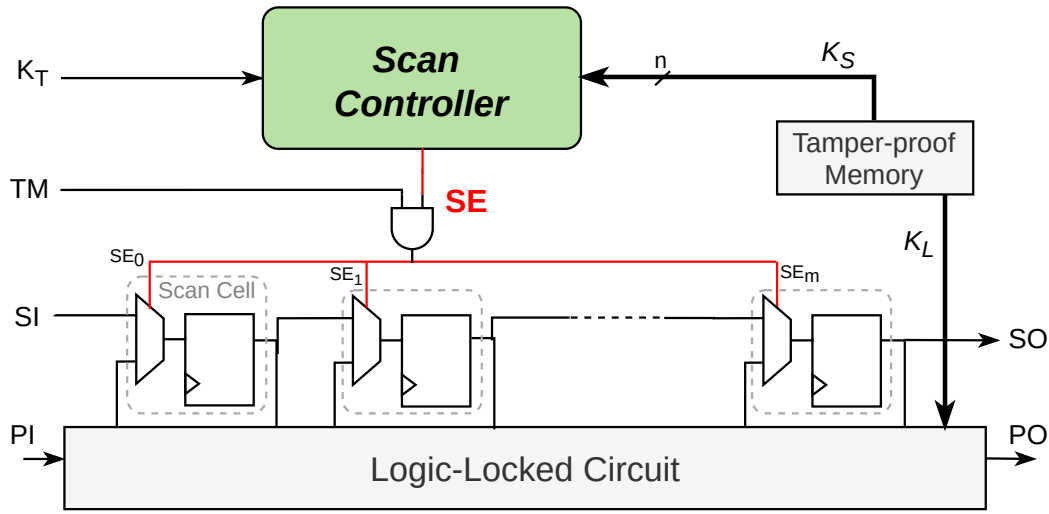 Scan
Controller
K_T
n
K_S
Tamper-proof
Memory
TM
SE
K_L
SE_0
SE_1
SE_m
Scan Cell
SI
SO
PI
PO
Logic-Locked Circuit